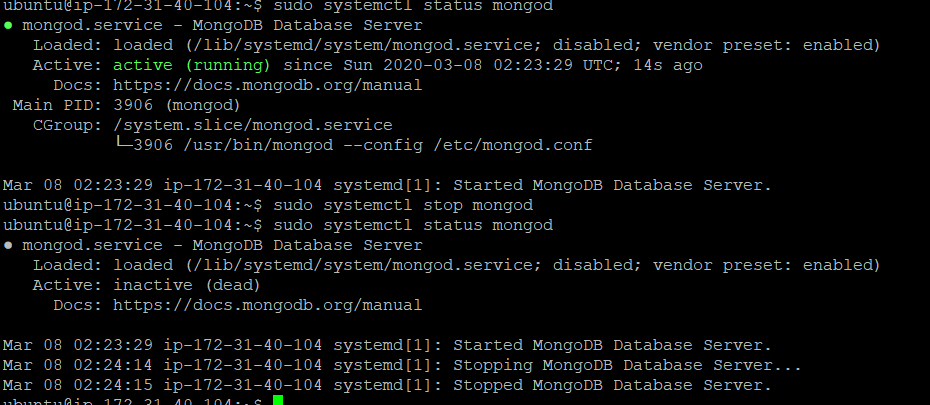 ubuntu@ip-172-31-40-104:~$ sudo systemctl status mongod
● mongod.service - MongoDB Database Server
   Loaded: loaded (/lib/systemd/system/mongod.service; disabled; vendor preset: enabled)
   Active: active (running) since Sun 2020-03-08 02:23:29 UTC; 14s ago
     Docs: https://docs.mongodb.org/manual
 Main PID: 3906 (mongod)
   CGroup: /system.slice/mongod.service
           └─3906 /usr/bin/mongod --config /etc/mongod.conf

Mar 08 02:23:29 ip-172-31-40-104 systemd[1]: Started MongoDB Database Server.
ubuntu@ip-172-31-40-104:~$ sudo systemctl stop mongod
ubuntu@ip-172-31-40-104:~$ sudo systemctl status mongod
● mongod.service - MongoDB Database Server
   Loaded: loaded (/lib/systemd/system/mongod.service; disabled; vendor preset: enabled)
   Active: inactive (dead)
     Docs: https://docs.mongodb.org/manual

Mar 08 02:23:29 ip-172-31-40-104 systemd[1]: Started MongoDB Database Server.
Mar 08 02:24:14 ip-172-31-40-104 systemd[1]: Stopping MongoDB Database Server...
Mar 08 02:24:15 ip-172-31-40-104 systemd[1]: Stopped MongoDB Database Server.
ubuntu@ip-172-31-40-104:~$